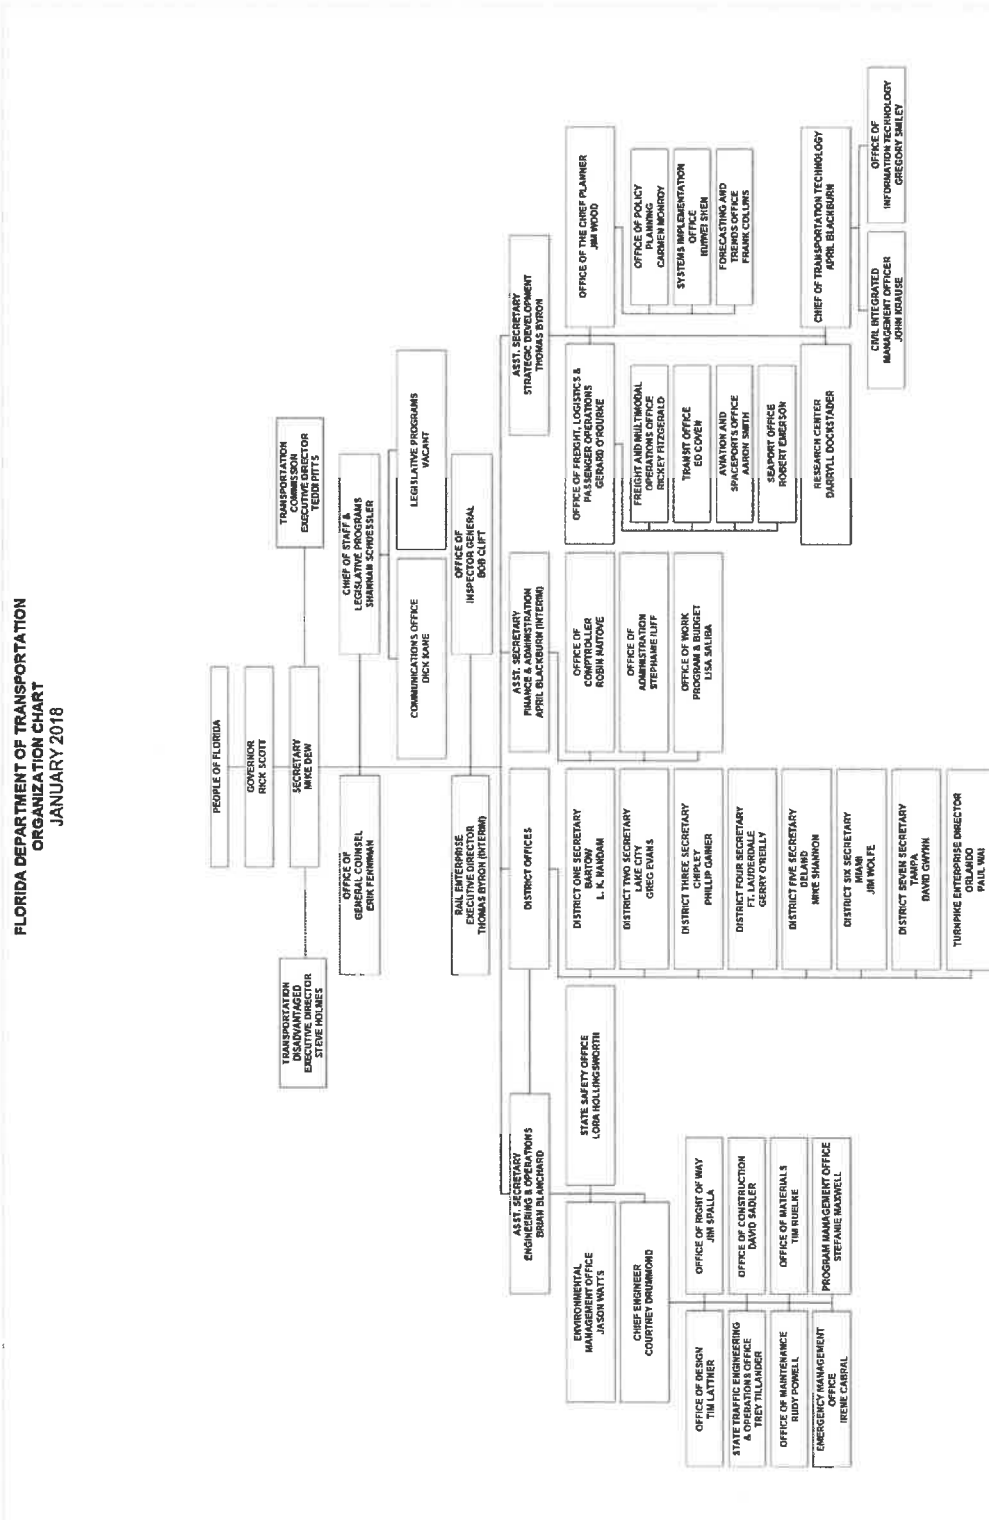 FLORIDA DEPARTMENT OF TRANSPORTATION
ORGANIZATION CHART
JANUARY 2018
PEOPLE OF FLORIDA
GOVERNOR
RICK SCOTT
SECRETARY
MIKE DEW
TRANSPORTATION
DISADVANTAGED
EXECUTIVE DIRECTOR
STEVE HOLMES
TRANSPORTATION
COMMISSION
EXECUTIVE DIRECTOR
TEDDI PITTS
OFFICE OF
GENERAL COUNSEL
ERIK FENNIMAN
CHIEF OF STAFF &
LEGISLATIVE PROGRAMS
SHANNAN SCHUESSLER
COMMUNICATIONS OFFICE
DICK KANE
LEGISLATIVE PROGRAMS
VACANT
RAIL ENTERPRISE
EXECUTIVE DIRECTOR
THOMAS BYRON (INTERIM)
OFFICE OF
INSPECTOR GENERAL
BOB CLIFT
ASST. SECRETARY
ENGINEERING & OPERATIONS
BRIAN BLANCHARD
DISTRICT OFFICES
ASST. SECRETARY
FINANCE & ADMINISTRATION
APRIL BLACKBURN (INTERIM)
ASST. SECRETARY
STRATEGIC DEVELOPMENT
THOMAS BYRON
ENVIRONMENTAL
MANAGEMENT OFFICE
JASON WATTS
STATE SAFETY OFFICE
LORA HOLLINGSWORTH
CHIEF ENGINEER
COURTNEY DRUMMOND
OFFICE OF DESIGN
TIM LATTNER
OFFICE OF RIGHT OF WAY
JIM SPALLA
STATE TRAFFIC ENGINEERING
& OPERATIONS OFFICE
TREY TILLANDER
OFFICE OF CONSTRUCTION
DAVID SADLER
OFFICE OF MAINTENANCE
RUDY POWELL
OFFICE OF MATERIALS
TIM RUELKE
EMERGENCY MANAGEMENT
OFFICE
IRENE CABRAL
PROGRAM MANAGEMENT OFFICE
STEFANIE MAXWELL
DISTRICT ONE SECRETARY
BARTOW
L. K. NANDAM
DISTRICT TWO SECRETARY
LAKE CITY
GREG EVANS
DISTRICT THREE SECRETARY
CHIPLEY
PHILLIP GAINER
DISTRICT FOUR SECRETARY
FT. LAUDERDALE
GERRY O'REILLY
DISTRICT FIVE SECRETARY
DELAND
MIKE SHANNON
DISTRICT SIX SECRETARY
MIAMI
JIM WOLFE
DISTRICT SEVEN SECRETARY
TAMPA
DAVID GWYNN
TURNPIKE ENTERPRISE DIRECTOR
ORLANDO
PAUL WAI
OFFICE OF
COMPTROLLER
ROBIN NAITOVE
OFFICE OF
ADMINISTRATION
STEPHANIE ILIFF
OFFICE OF WORK
PROGRAM & BUDGET
LISA SALIBA
OFFICE OF FREIGHT, LOGISTICS &
PASSENGER OPERATIONS
GERARD O'ROURKE
FREIGHT AND MULTIMODAL
OPERATIONS OFFICE
RICKEY FITZGERALD
TRANSIT OFFICE
ED COVEN
AVIATION AND
SPACEPORTS OFFICE
AARON SMITH
SEAPORT OFFICE
ROBERT EMERSON
OFFICE OF THE CHIEF PLANNER
JIM WOOD
OFFICE OF POLICY
PLANNING
CARMEN MONROY
SYSTEMS IMPLEMENTATION
OFFICE
HUIWEI SHEN
FORECASTING AND
TRENDS OFFICE
FRANK COLLINS
RESEARCH CENTER
DARRYLL DOCKSTADER
CHIEF OF TRANSPORTATION TECHNOLOGY
APRIL BLACKBURN
CIVIL INTEGRATED
MANAGEMENT OFFICER
JOHN KRAUSE
OFFICE OF
INFORMATION TECHNOLOGY
GREGORY SMILEY